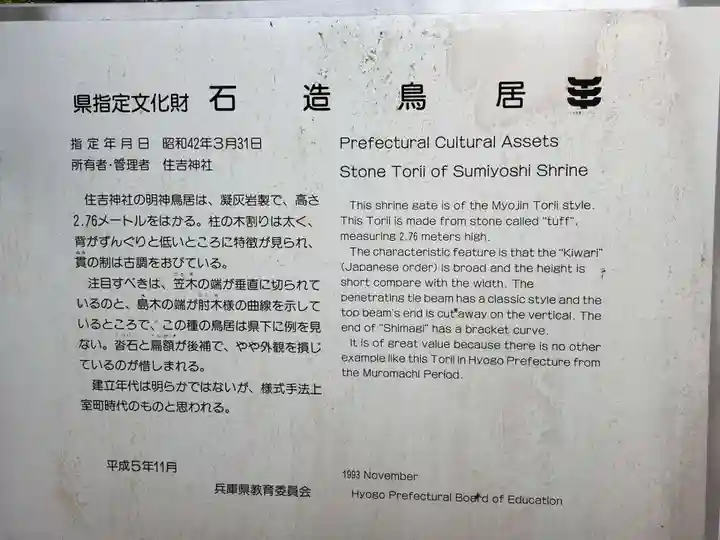 県指定文化財 石造鳥居
指定年月日 昭和42年3月31日
所有者・管理者 住吉神社
住吉神社の明神鳥居は、凝灰岩製で、高さ
2.76メートルをはかる。柱の木割りは太く、
背がずんぐりと低いところに特徴が見られ、
貫の制は古調をおびている。
注目すべきは、笠木の端が垂直に切られて
いるのと、島木の端が肘木様の曲線を示して
いるところで、この種の鳥居は県下に例を見
ない。沓石と扁額が後補で、やや外観を損じ
ているのが惜しまれる。
建立年代は明らかではないが、様式手法上
室町時代のものと思われる。
平成5年11月
兵庫県教育委員会
Prefectural Cultural Assets
Stone Torii of Sumiyoshi Shrine
This shrine gate is of the Myojin Torii style.
This Torii is made from stone called "tuff",
measuring 2.76 meters high.
The characteristic feature is that the "Kiwari"
(Japanese order) is broad and the height is
short compare with the width. The
penetrating tie beam has a classic style and the
top beam's end is cut away on the vertical. The
end of "Shimagi" has a bracket curve.
It is of great value because there is no other
example like this Torii in Hyogo Prefecture from
the Muromachi Period.
1993 November
Hyogo Prefectural Board of Education